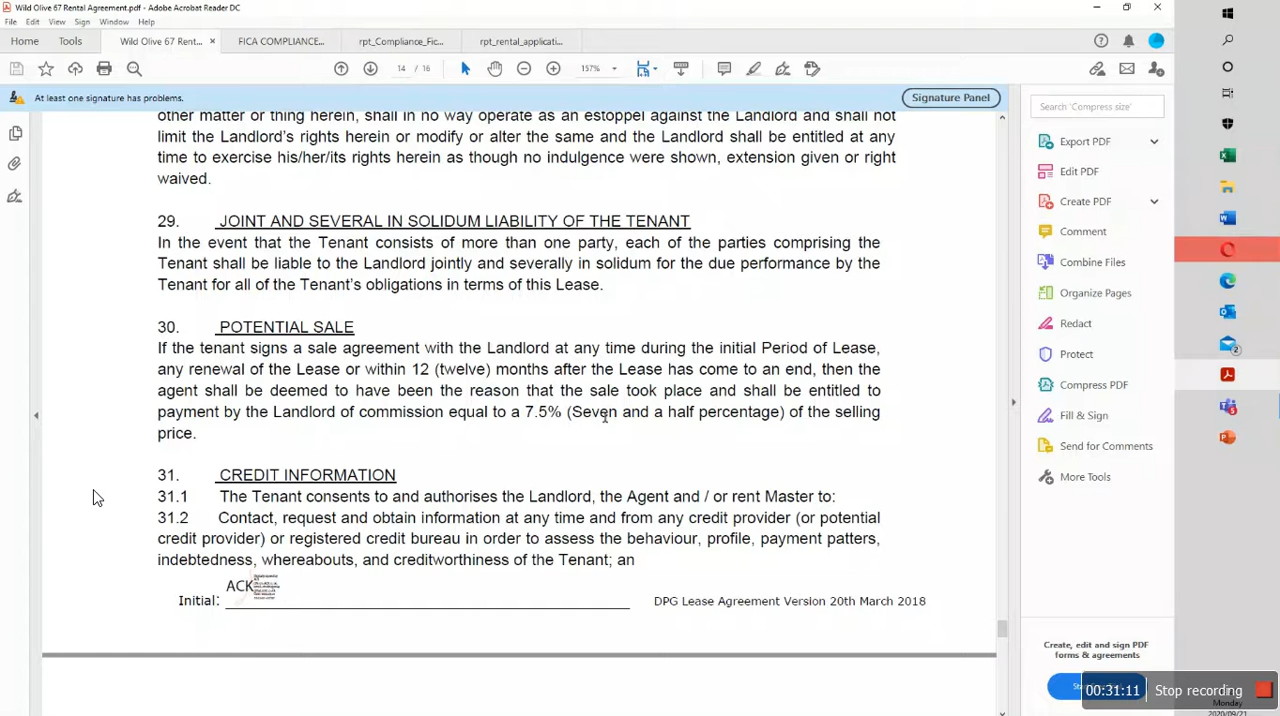 Wild Olive 67 Rental Agreement.pdf - Adobe Acrobat Reader DC
File Edit View Sign Window Help
Home Tools Wild Olive 67 Rent... × FICA COMPLIANCE... rpt_Compliance_Fic... rpt_rental_applicati...
14 / 16 157%
At least one signature has problems.
Signature Panel
other matter or thing herein, shall in no way operate as an estoppel against the Landlord and shall not
limit the Landlord's rights herein or modify or alter the same and the Landlord shall be entitled at any
time to exercise his/her/its rights herein as though no indulgence were shown, extension given or right
waived.
29. JOINT AND SEVERAL IN SOLIDUM LIABILITY OF THE TENANT
In the event that the Tenant consists of more than one party, each of the parties comprising the
Tenant shall be liable to the Landlord jointly and severally in solidum for the due performance by the
Tenant for all of the Tenant's obligations in terms of this Lease.
30. POTENTIAL SALE
If the tenant signs a sale agreement with the Landlord at any time during the initial Period of Lease,
any renewal of the Lease or within 12 (twelve) months after the Lease has come to an end, then the
agent shall be deemed to have been the reason that the sale took place and shall be entitled to
payment by the Landlord of commission equal to a 7.5% (Seven and a half percentage) of the selling
price.
31. CREDIT INFORMATION
31.1 The Tenant consents to and authorises the Landlord, the Agent and / or rent Master to:
31.2 Contact, request and obtain information at any time and from any credit provider (or potential
credit provider) or registered credit bureau in order to assess the behaviour, profile, payment patters,
indebtedness, whereabouts, and creditworthiness of the Tenant; an
ACK
Initial: DPG Lease Agreement Version 20th March 2018
Search 'Compress size'
Export PDF
Edit PDF
Create PDF
Comment
Combine Files
Organize Pages
Redact
Protect
Compress PDF
Fill & Sign
Send for Comments
More Tools
Create, edit and sign PDF
forms & agreements
00:31:11 Stop recording
Monday
2020/09/21